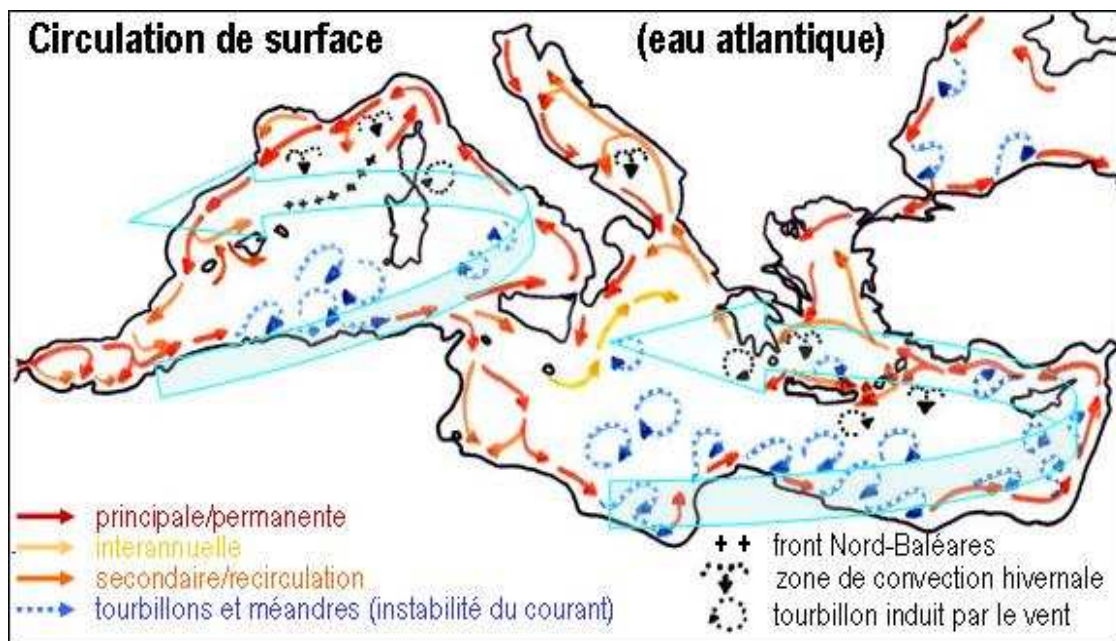 Circulation de surface (eau atlantique)
principale/permanente
interannuelle
secondaire/recirculation
tourbillons et méandres (instabilité du courant)
front Nord-Baléares
zone de convection hivernale
tourbillon induit par le vent